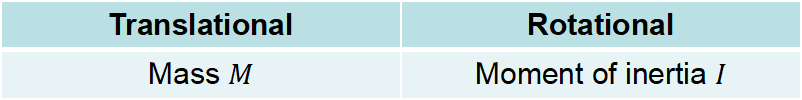 Translational Rotational
Mass M Moment of inertia I